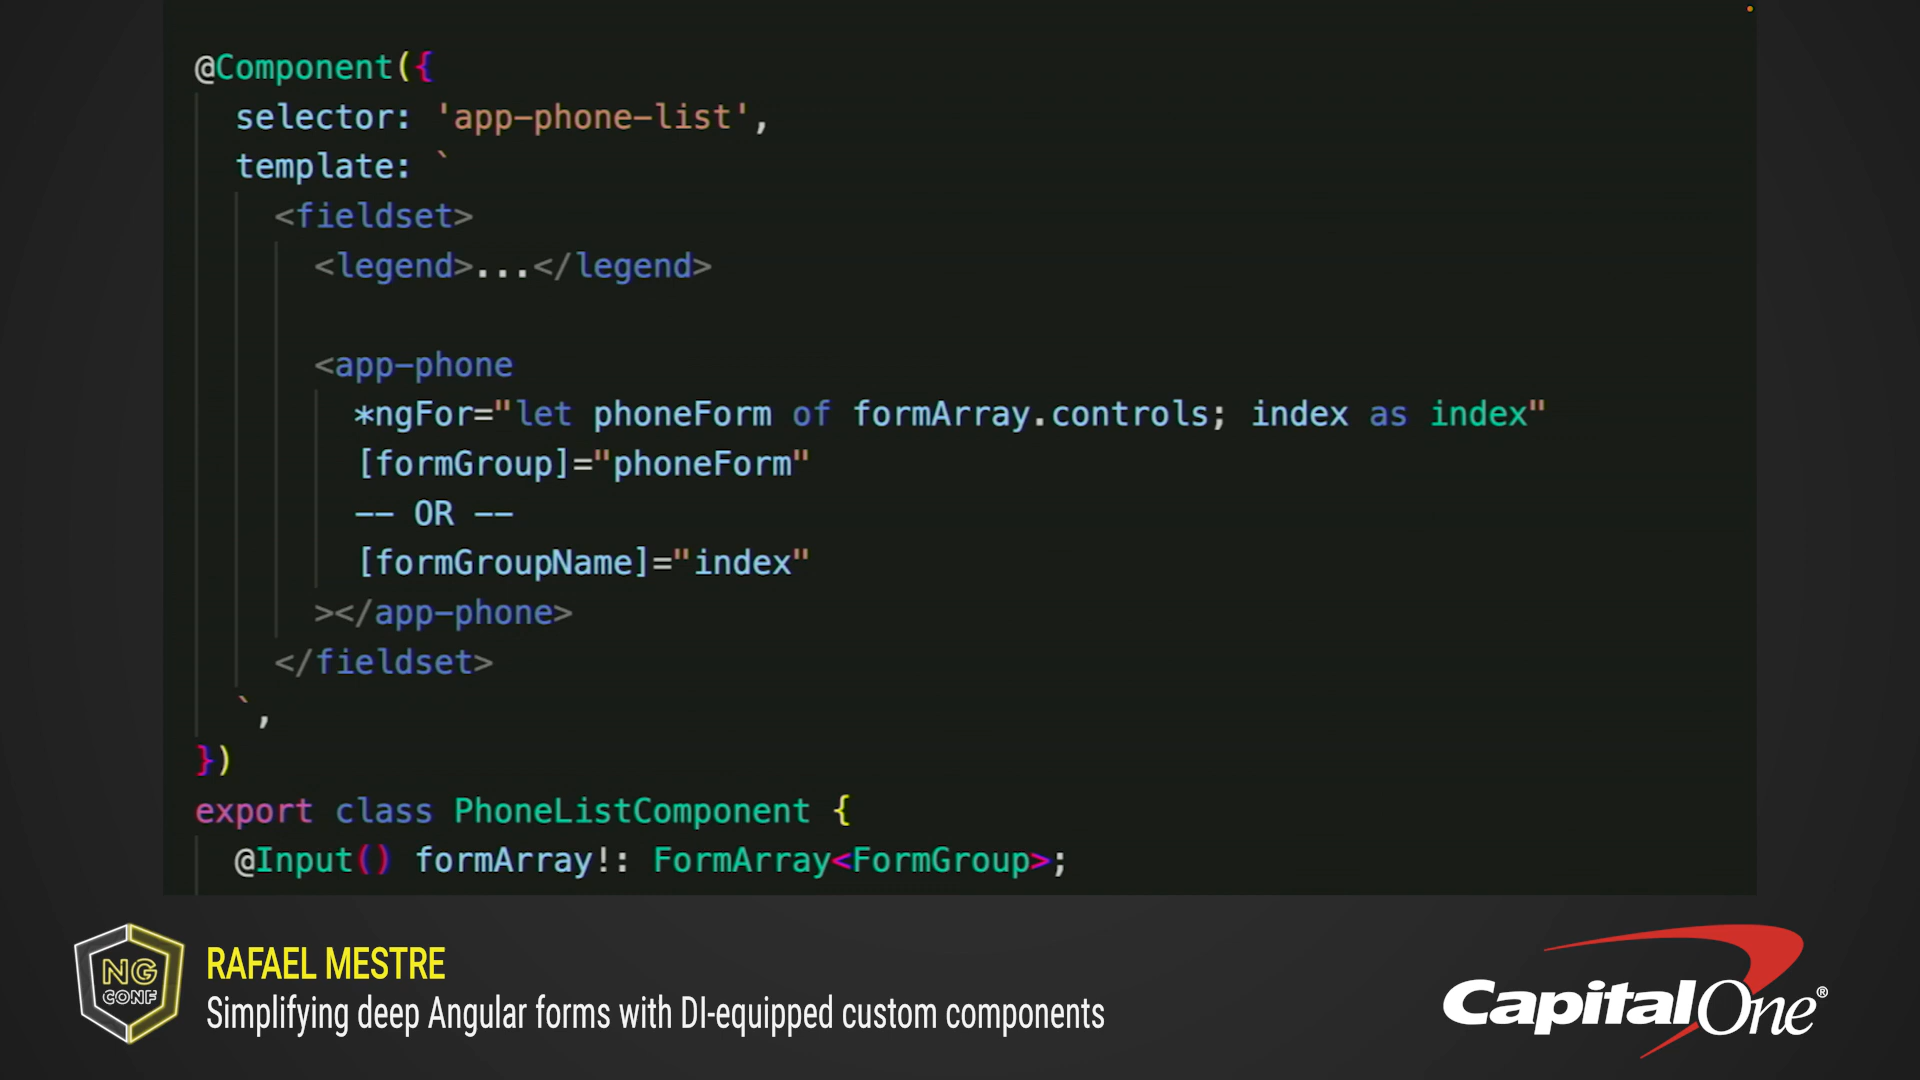 @Component({
selector: 'app-phone-list',
template: `
<fieldset>
<legend>...</legend>
<app-phone
*ngFor="let phoneForm of formArray.controls; index as index"
[formGroup]="phoneForm"
-- OR --
[formGroupName]="index"
></app-phone>
</fieldset>
`,
})
export class PhoneListComponent {
@Input() formArray!: FormArray<FormGroup>;
NG
CONF
RAFAEL MESTRE
Simplifying deep Angular forms with DI-equipped custom components
CapitalOne®